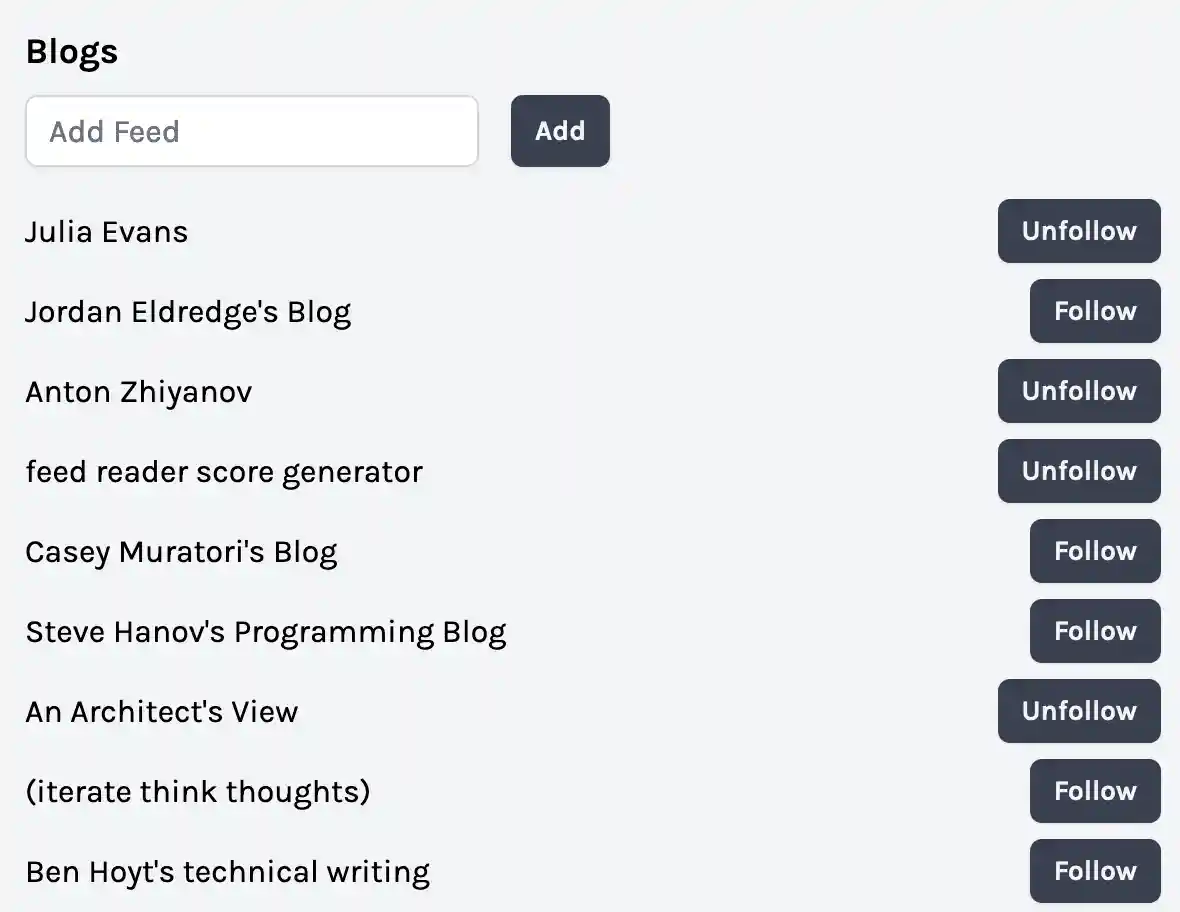 Blogs
Add Feed Add
Julia Evans Unfollow
Jordan Eldredge's Blog Follow
Anton Zhiyanov Unfollow
feed reader score generator Unfollow
Casey Muratori's Blog Follow
Steve Hanov's Programming Blog Follow
An Architect's View Unfollow
(iterate think thoughts) Follow
Ben Hoyt's technical writing Follow